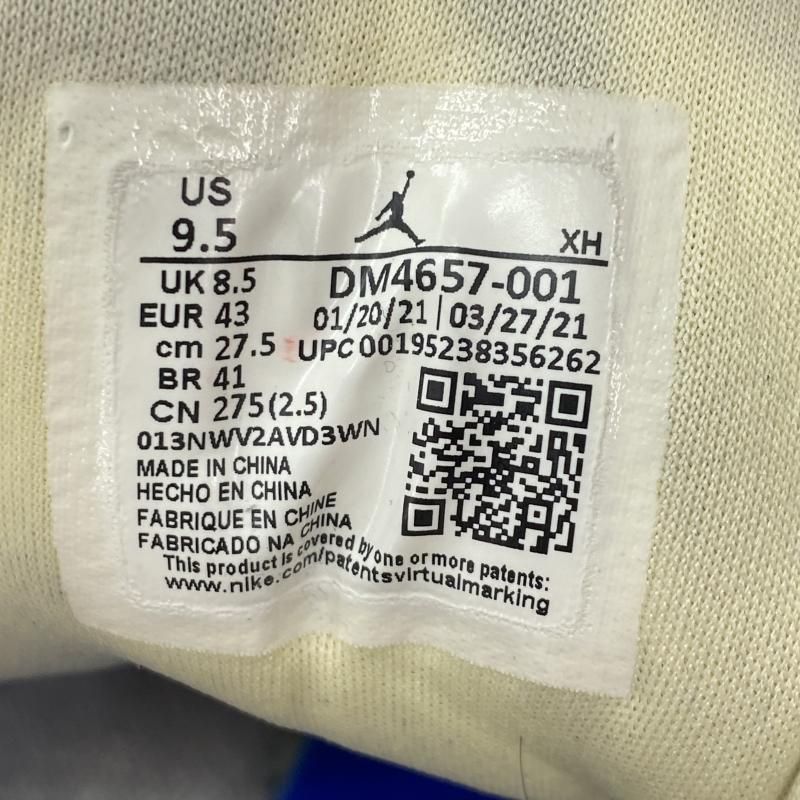 US
9.5
XH
UK 8.5
DM4657-001
EUR 43
01/20/21 | 03/27/21
cm 27.5
UPC 00195238356262
BR 41
CN 275(2.5)
013NWV2AVD3WN
MADE IN CHINA
HECHO EN CHINA
FABRIQUE EN CHINE
FABRICADO NA CHINA
This product is covered by one or more patents:
www.nike.com/patentsvirtualmarking